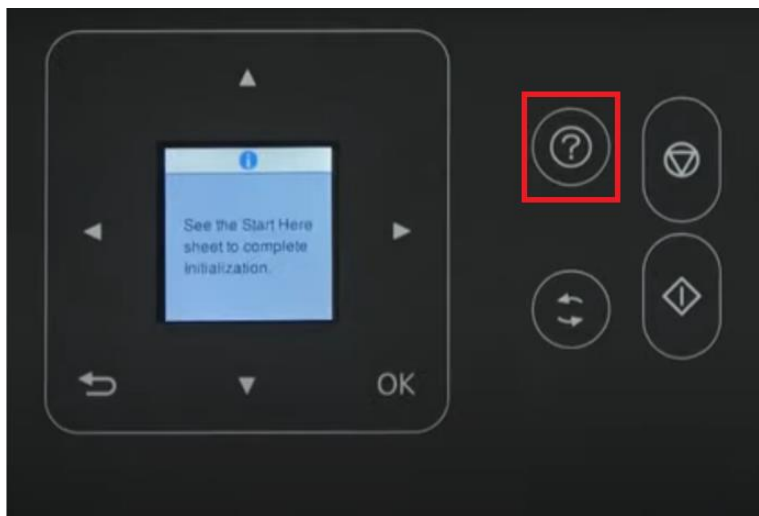 See the Start Here
sheet to complete
initialization.
OK